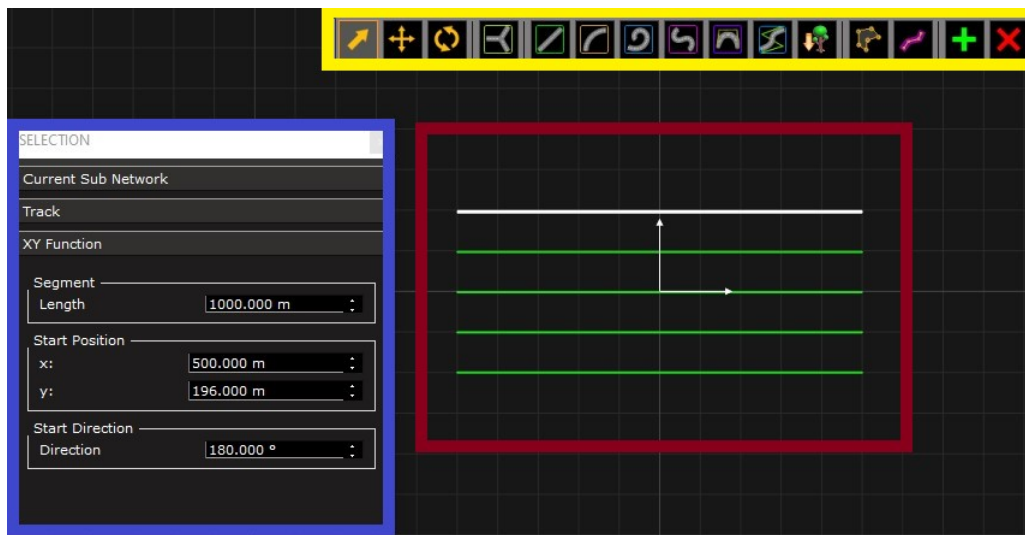 SELECTION
Current Sub Network
Track
XY Function
Segment
Length 1000.000 m
Start Position
x: 500.000 m
y: 196.000 m
Start Direction
Direction 180.000 °